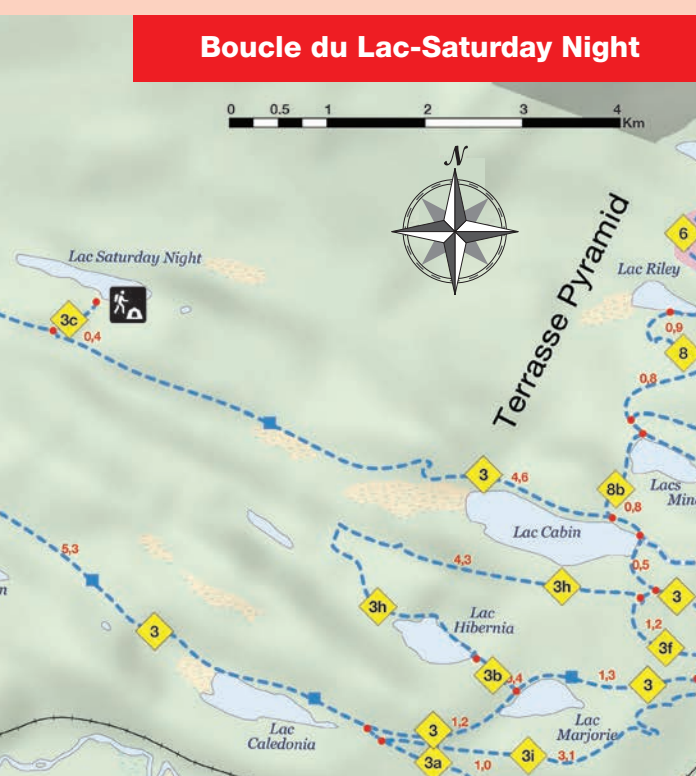 Boucle du Lac-Saturday Night
0 0.5 1 2 3 4
Km
N
Terrasse Pyramid
6
Lac Saturday Night
Lac Riley
3c
0,4
0,9
8
0,8
3
4,6
8b
Lacs
0,8
Lac Cabin
5,3
4,3
0,5
3h
3
3h
Lac
Hibernia
1,2
3
3f
3b
1,3
3
Lac
Marjorie
Lac
Caledonia
3
1,2
3a
1,0
3i
3,1